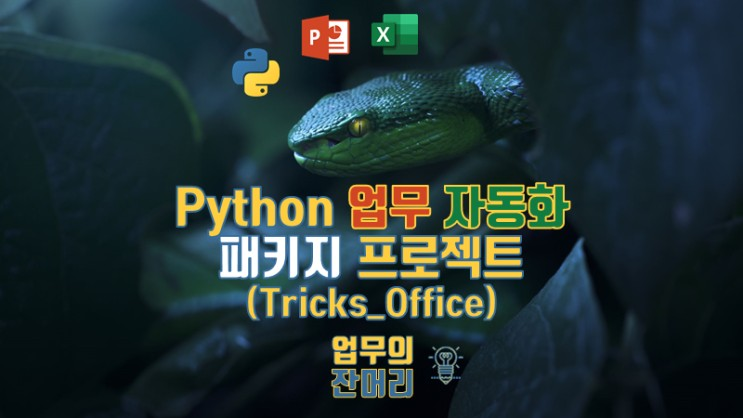 P
X
Python 업무 자동화
패키지 프로젝트
(Tricks_Office)
업무의
잔머리